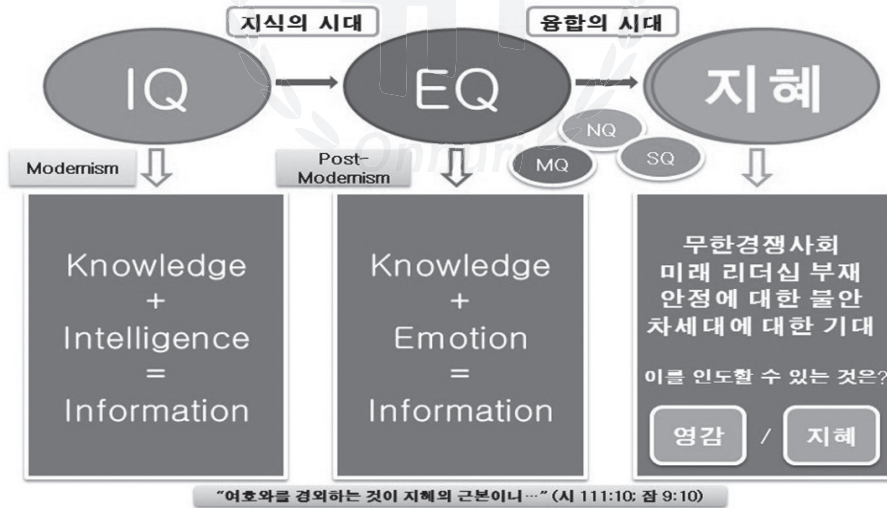 지식의 시대
융합의 시대
IQ
EQ
지혜
NQ
MQ
SQ
Modernism
Post-
Modernism
Onnuri
Knowledge
+
Intelligence
=
Information
Knowledge
+
Emotion
=
Information
무한경쟁사회
미래 리더십 부재
안정에 대한 불안
차세대에 대한 기대
이를 인도할 수 있는 것은?
영감 / 지혜
“여호와를 경외하는 것이 지혜의 근본이니…” (시 111:10; 잠 9:10)